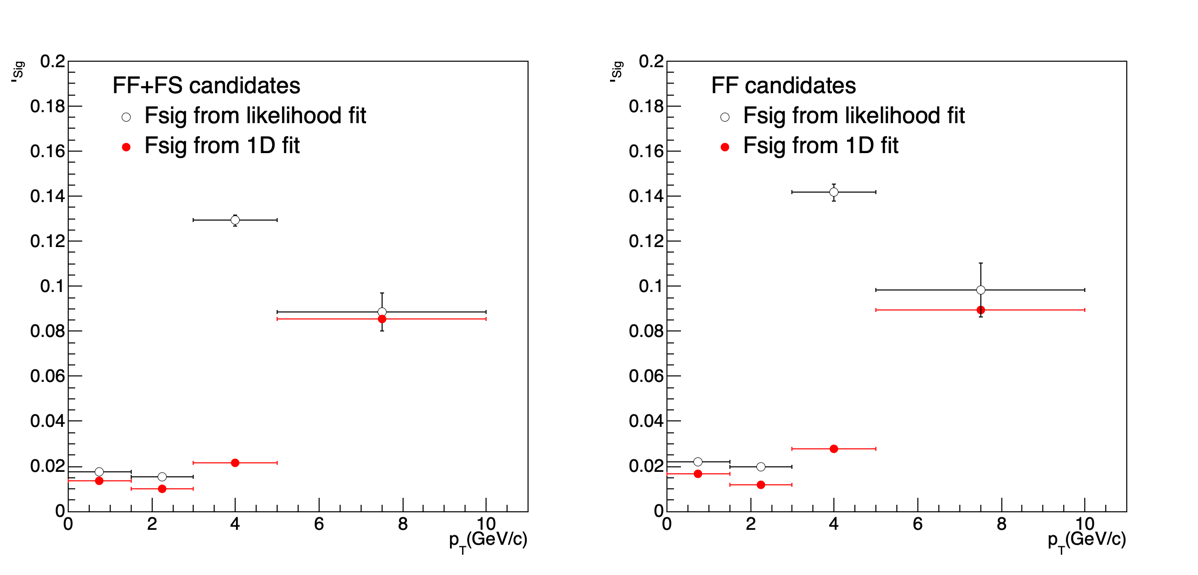 'Sig
0.2
FF+FS candidates
0.18
Fsig from likelihood fit
0.16
Fsig from 1D fit
0.14
0.12
0.1
0.08
0.06
0.04
0.02
0
0 2 4 6 8 10
pT(GeV/c)
'Sig
0.2
FF candidates
0.18
Fsig from likelihood fit
0.16
Fsig from 1D fit
0.14
0.12
0.1
0.08
0.06
0.04
0.02
0
0 2 4 6 8 10
pT(GeV/c)